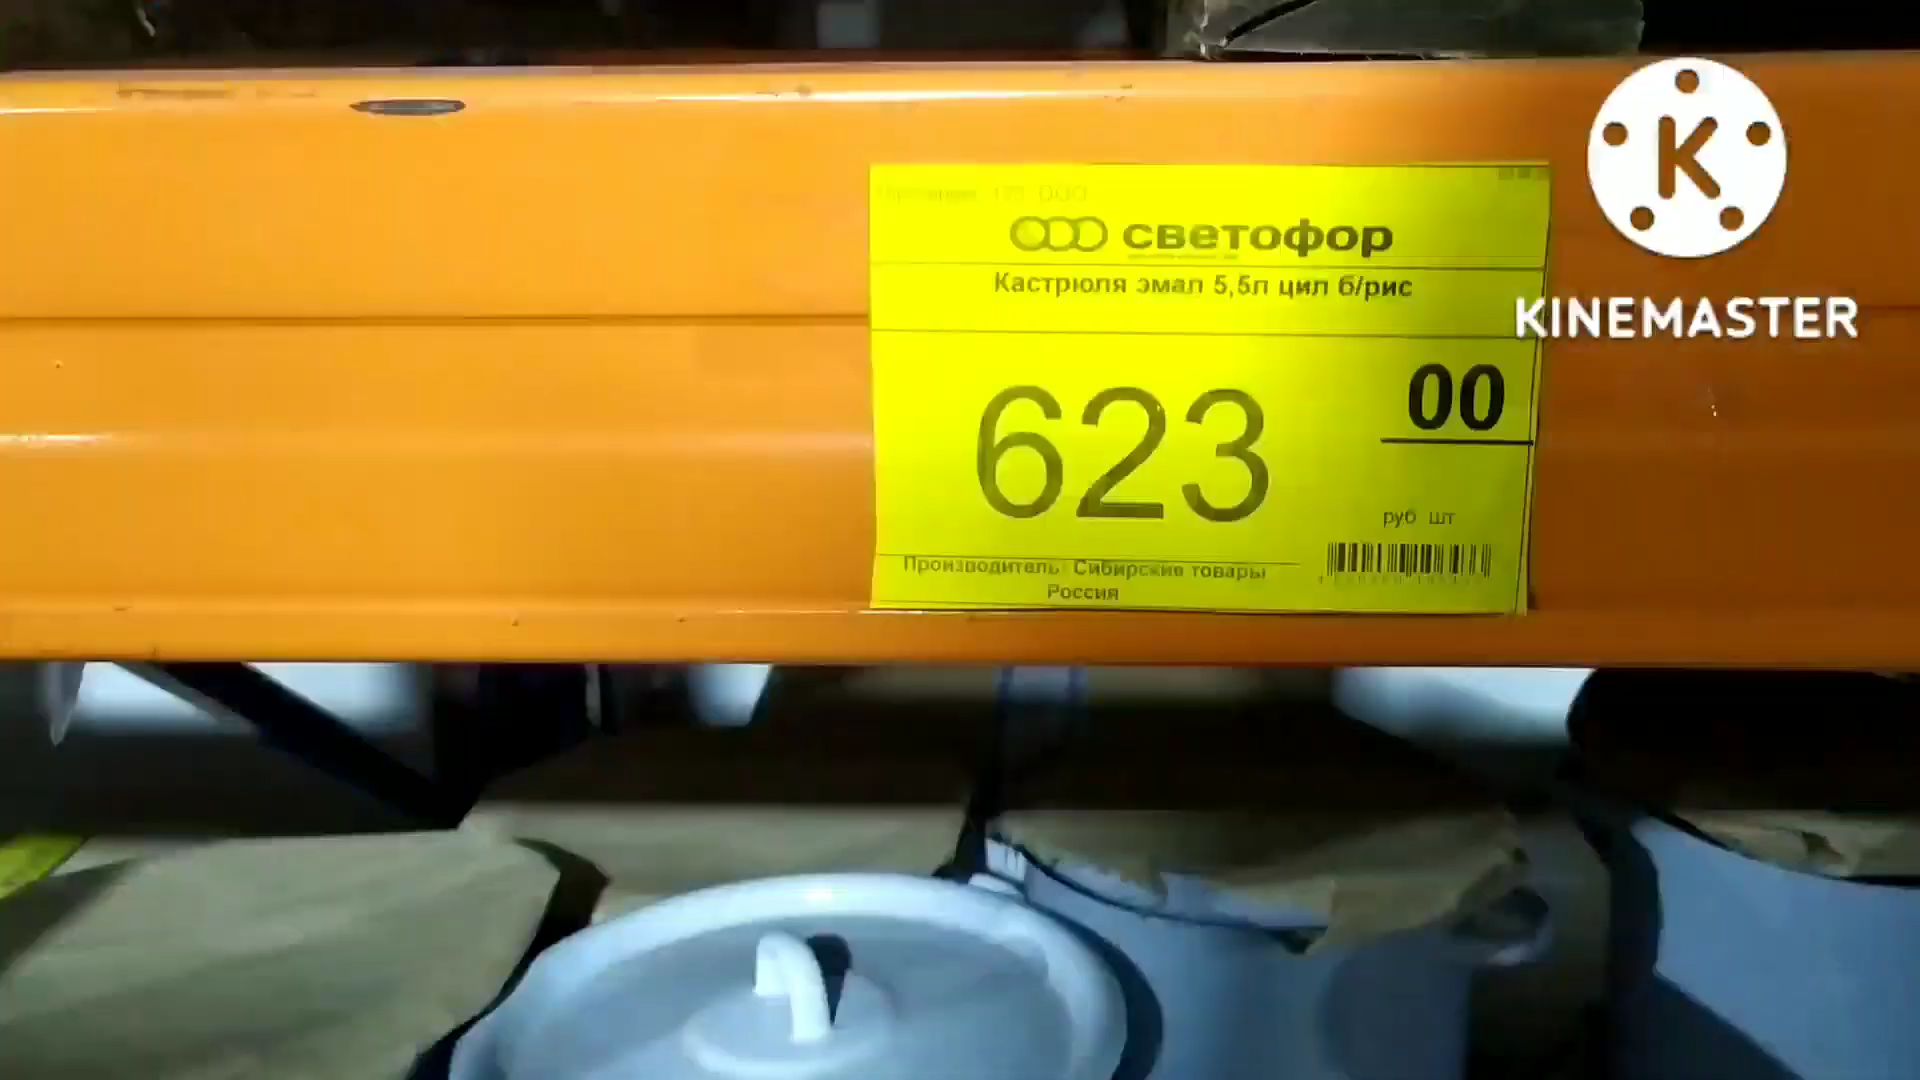 светофор
Кастрюля эмал 5,5л цил б/рис
623 00
руб шт
Производитель: Сибирские товары
Россия
K
KINEMASTER